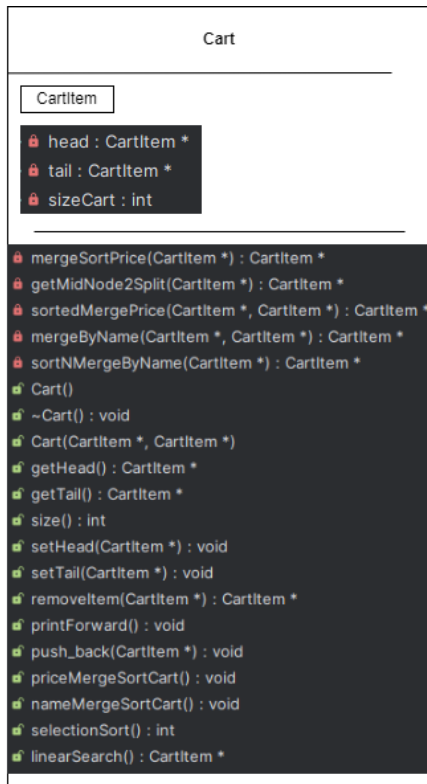 Cart
CartItem
head : CartItem *
tail : CartItem *
sizeCart : int
mergeSortPrice(CartItem *) : CartItem *
getMidNode2Split(CartItem *) : CartItem *
sortedMergePrice(CartItem *, CartItem *) : CartItem *
mergeByName(CartItem *, CartItem *) : CartItem *
sortNMergeByName(CartItem *) : CartItem *
Cart()
~Cart() : void
Cart(CartItem *, CartItem *)
getHead() : CartItem *
getTail() : CartItem *
size() : int
setHead(CartItem *) : void
setTail(CartItem *) : void
removeItem(CartItem *) : CartItem *
printForward() : void
push_back(CartItem *) : void
priceMergeSortCart() : void
nameMergeSortCart() : void
selectionSort() : int
linearSearch() : CartItem *